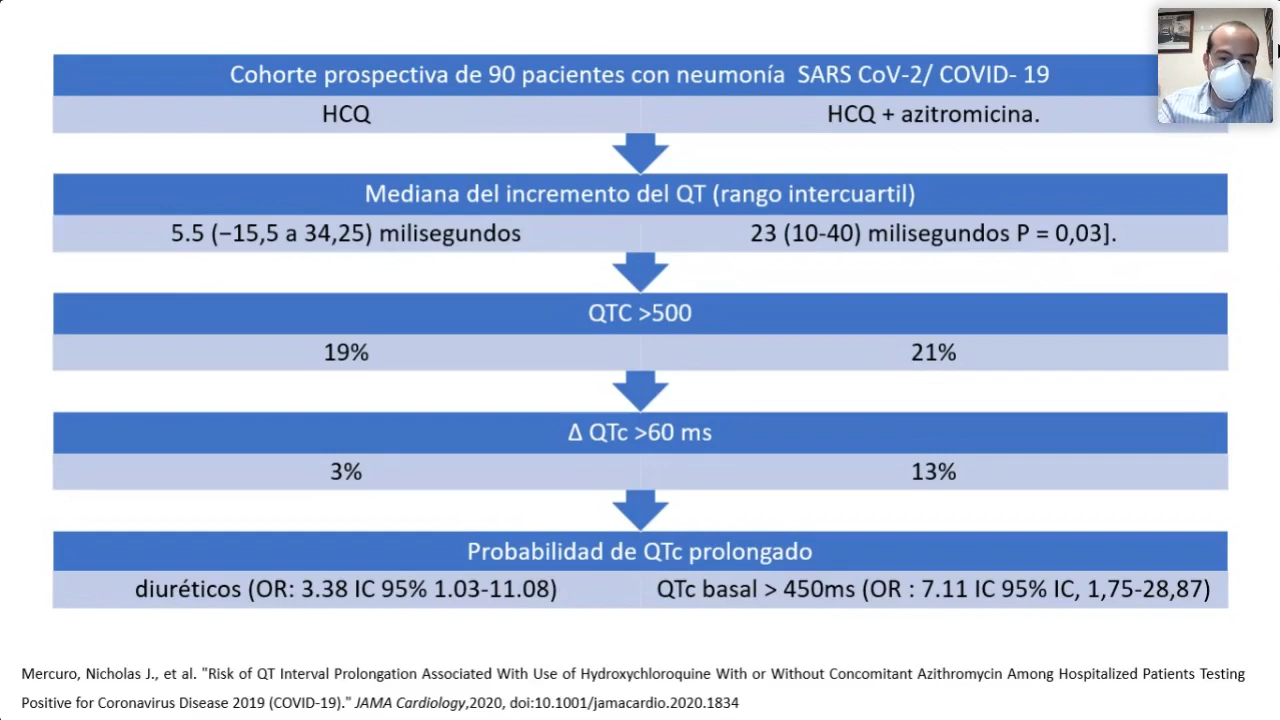 Cohorte prospectiva de 90 pacientes con neumonía SARS CoV-2/ COVID- 19
HCQ
HCQ + azitromicina.
Mediana del incremento del QT (rango intercuartil)
5.5 (−15,5 a 34,25) milisegundos
23 (10-40) milisegundos P = 0,03].
QTC >500
19%
21%
Δ QTc >60 ms
3%
13%
Probabilidad de QTc prolongado
diuréticos (OR: 3.38 IC 95% 1.03-11.08)
QTc basal > 450ms (OR : 7.11 IC 95% IC, 1,75-28,87)
Mercuro, Nicholas J., et al. "Risk of QT Interval Prolongation Associated With Use of Hydroxychloroquine With or Without Concomitant Azithromycin Among Hospitalized Patients Testing
Positive for Coronavirus Disease 2019 (COVID-19)." JAMA Cardiology,2020, doi:10.1001/jamacardio.2020.1834